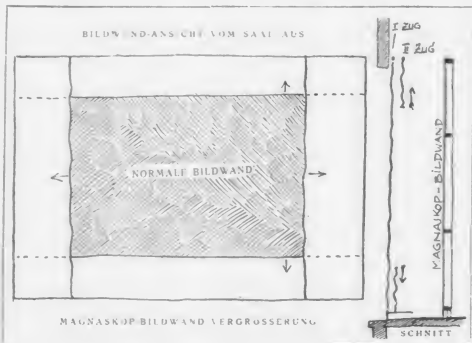 BILDWAND-ANSICHT VOM SAAL AUS
I ZUG
II ZUG
NORMALE BILDWAND
MAGNASKOP-BILDWAND
MAGNASKOP BILDWAND VERGRÖSSERUNG
SCHNITT